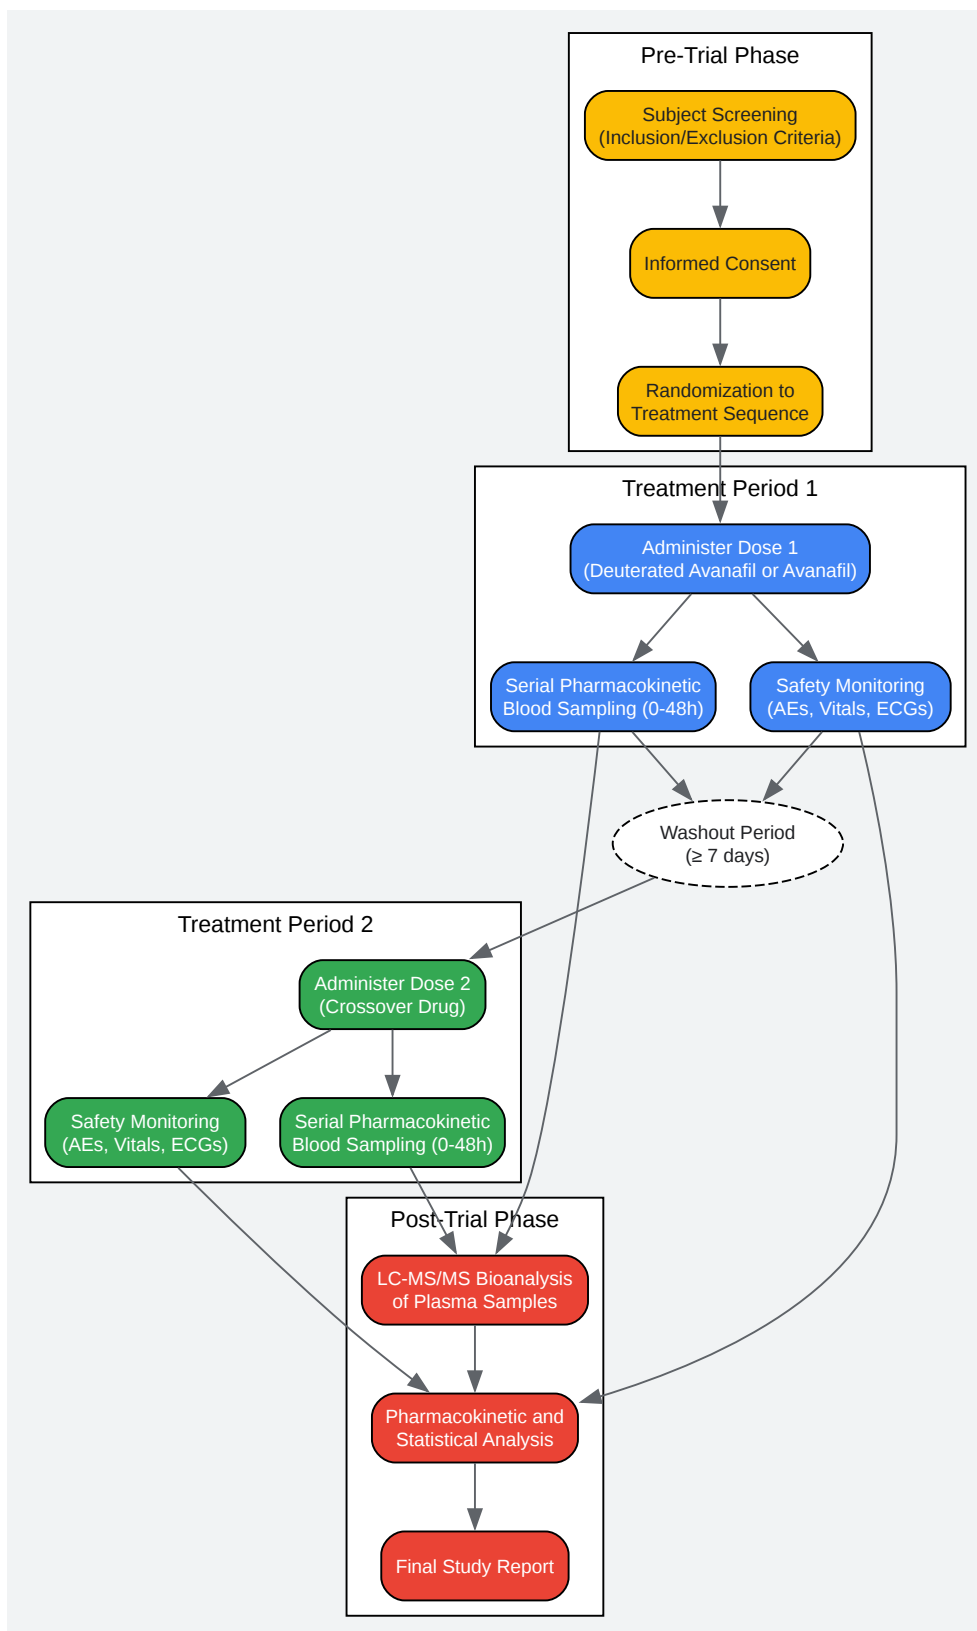 Pre-Trial Phase
Subject Screening
(Inclusion/Exclusion Criteria)
Informed Consent
Randomization to
Treatment Sequence
Treatment Period 1
Administer Dose 1
(Deuterated Avanafil or Avanafil)
Serial Pharmacokinetic
Blood Sampling (0-48h)
Safety Monitoring
(AEs, Vitals, ECGs)
Washout Period
(≥ 7 days)
Treatment Period 2
Administer Dose 2
(Crossover Drug)
Safety Monitoring
(AEs, Vitals, ECGs)
Serial Pharmacokinetic
Blood Sampling (0-48h)
Post-Trial Phase
LC-MS/MS Bioanalysis
of Plasma Samples
Pharmacokinetic and
Statistical Analysis
Final Study Report